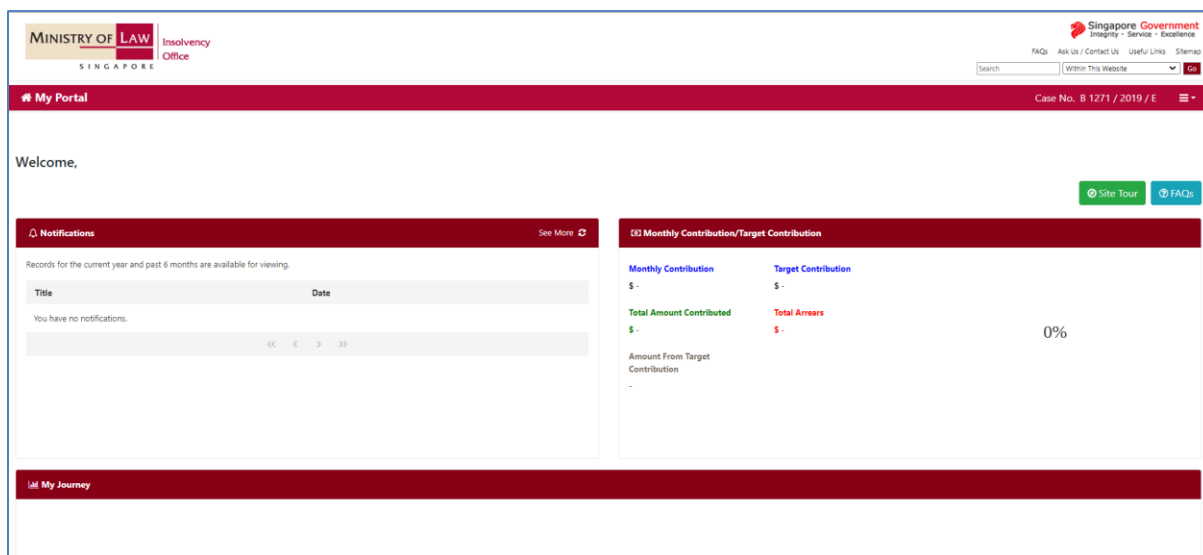 MINISTRY OF LAW
SINGAPORE
Insolvency
Office
Singapore Government
Integrity · Service · Excellence
FAQs Ask Us / Contact Us Useful Links Sitemap
Search Within This Website Go
My Portal Case No. B 1271 / 2019 / E
Welcome,
Site Tour FAQs
Notifications See More
Records for the current year and past 6 months are available for viewing.
Title Date
You have no notifications.
Monthly Contribution/Target Contribution
Monthly Contribution Target Contribution
$ - $ -
Total Amount Contributed Total Arrears
$ - $ -
0%
Amount From Target
Contribution
-
My Journey